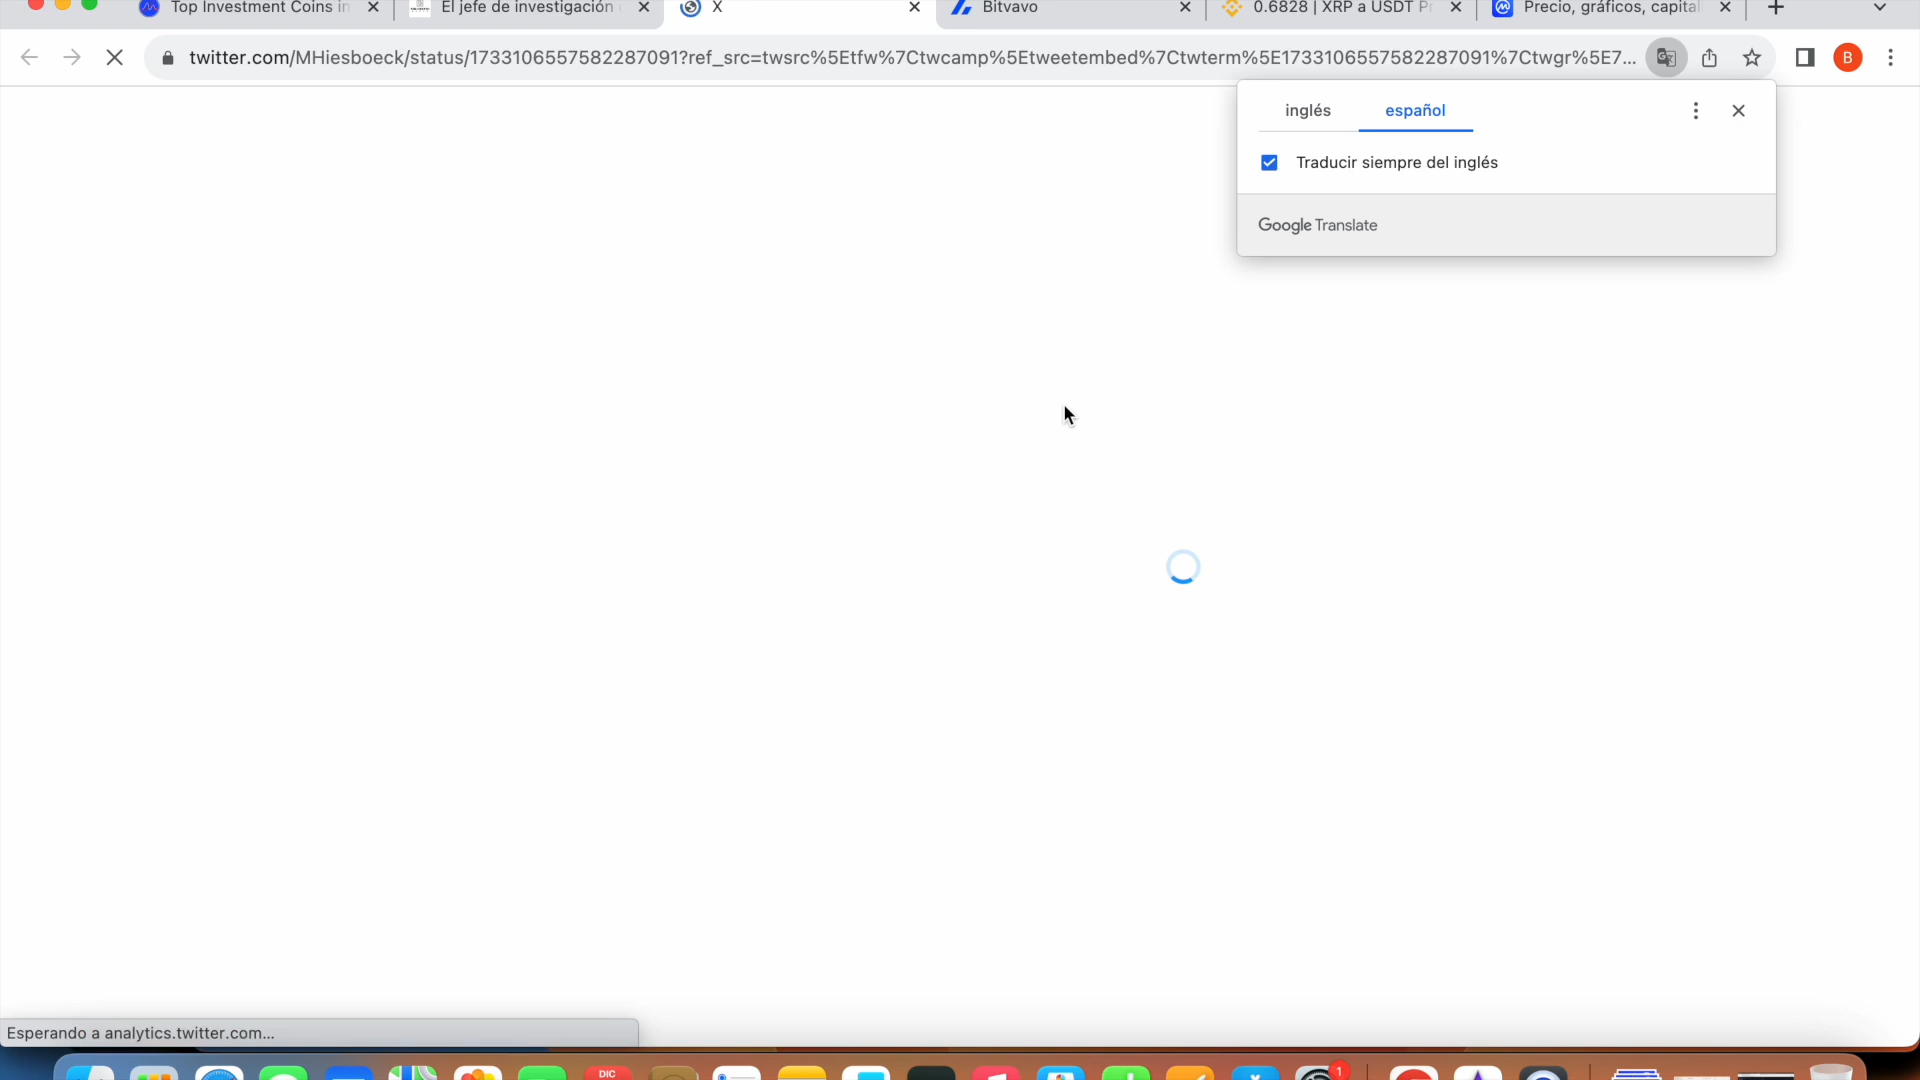 Top Investment Coins in
El jefe de investigación
X
Bitvavo
0.6828 | XRP a USDT
Precio, gráficos, capital
twitter.com/MHiesboeck/status/1733106557582287091?ref_src=twsrc%5Etfw%7Ctwcamp%5Etweetembed%7Ctwterm%5E1733106557582287091%7Ctwgr%5E7...
B
inglés
español
Traducir siempre del inglés
Google Translate
Esperando a analytics.twitter.com...
DIC
1